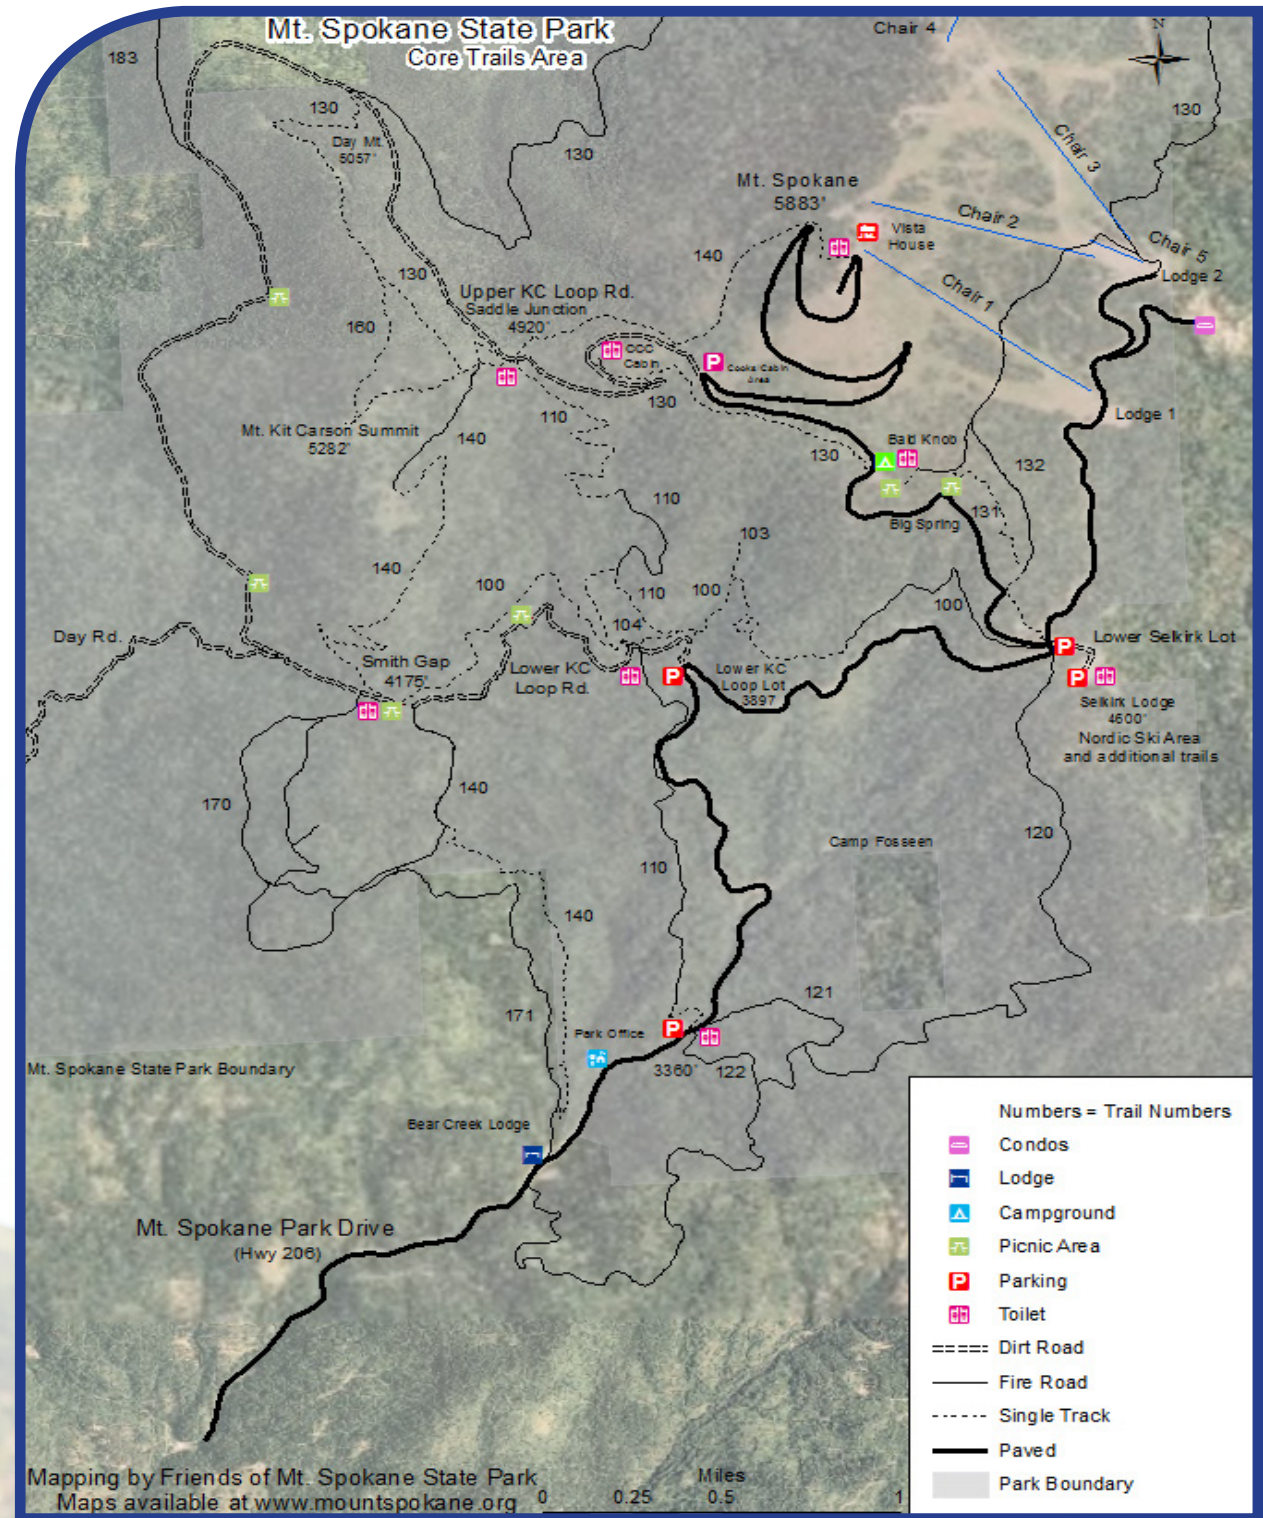 Mt. Spokane State Park
Core Trails Area
Chair 4
N
183
130
130
Day Mt.
5057'
130
130
Chair 3
Mt. Spokane
5883'
Chair 2
Vista
House
Chair 5
Lodge 2
140
130
Upper KC Loop Rd.
Saddle Junction
4920'
160
Chair 1
CCC
Cabin
Cooks Cabin
Area
130
Lodge 1
110
Mt. Kit Carson Summit
5282'
140
130
Bald Knob
132
110
131
Big Spring
103
140
100
110
100
100
104
Day Rd.
Smith Gap
4175'
Lower KC
Loop Rd.
Lower KC
Loop Lot
3897
Lower Selkirk Lot
Selkirk Lodge
4600'
Nordic Ski Area
and additional trails
170
140
120
Camp Fosseen
110
140
121
171
Park Office
3360'
122
Mt. Spokane State Park Boundary
Bear Creek Lodge
Mt. Spokane Park Drive
(Hwy 206)
Numbers = Trail Numbers
Condos
Lodge
Campground
Picnic Area
P Parking
Toilet
Dirt Road
Fire Road
Single Track
Paved
Park Boundary
Mapping by Friends of Mt. Spokane State Park
Maps available at www.mountspokane.org
Miles
0 0.25 0.5 1